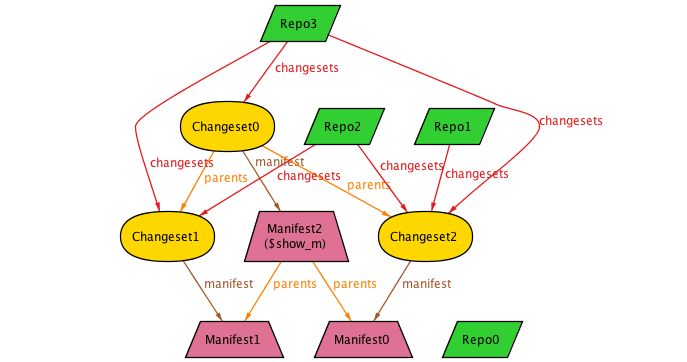 Repo3
changesets
Changeset0
Repo2
Repo1
changesets
changesets
manifest
changesets
changesets
parents
changesets
parents
Changeset1
Manifest2
($show_m)
Changeset2
manifest
parents
parents
manifest
Manifest1
Manifest0
Repo0